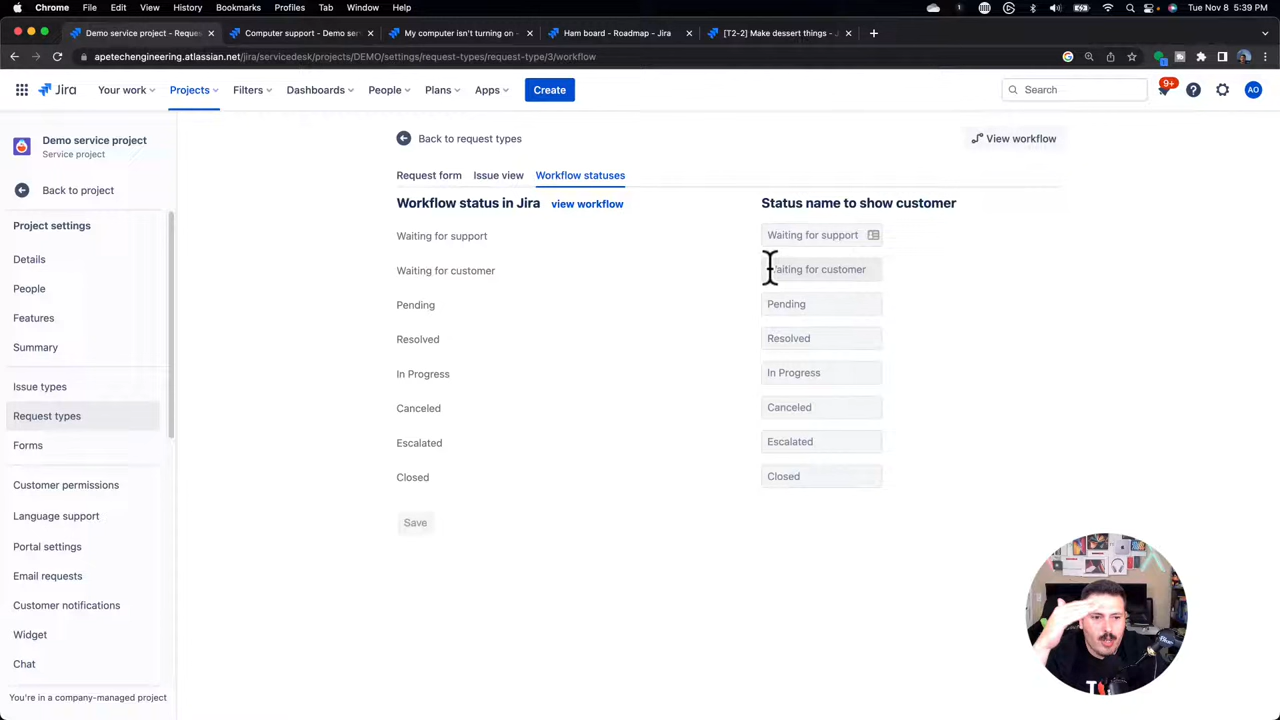 Chrome File Edit View History Bookmarks Profiles Tab Window Help Tue Nov 8 5:39 PM
Demo service project - Reques Computer support - Demo serv My computer isn't turning on - Ham board - Roadmap - Jira [T2-2] Make dessert things - J
apetechengineering.atlassian.net/jira/servicedesk/projects/DEMO/settings/request-types/request-type/3/workflow
Jira Your work Projects Filters Dashboards People Plans Apps Create Search 9+ AO
Demo service project
Service project
Back to project
Project settings
Details
People
Features
Summary
Issue types
Request types
Forms
Customer permissions
Language support
Portal settings
Email requests
Customer notifications
Widget
Chat
You're in a company-managed project
Back to request types View workflow
Request form Issue view Workflow statuses
Workflow status in Jira view workflow Status name to show customer
Waiting for support Waiting for support
Waiting for customer Waiting for customer
Pending Pending
Resolved Resolved
In Progress In Progress
Canceled Canceled
Escalated Escalated
Closed Closed
Save